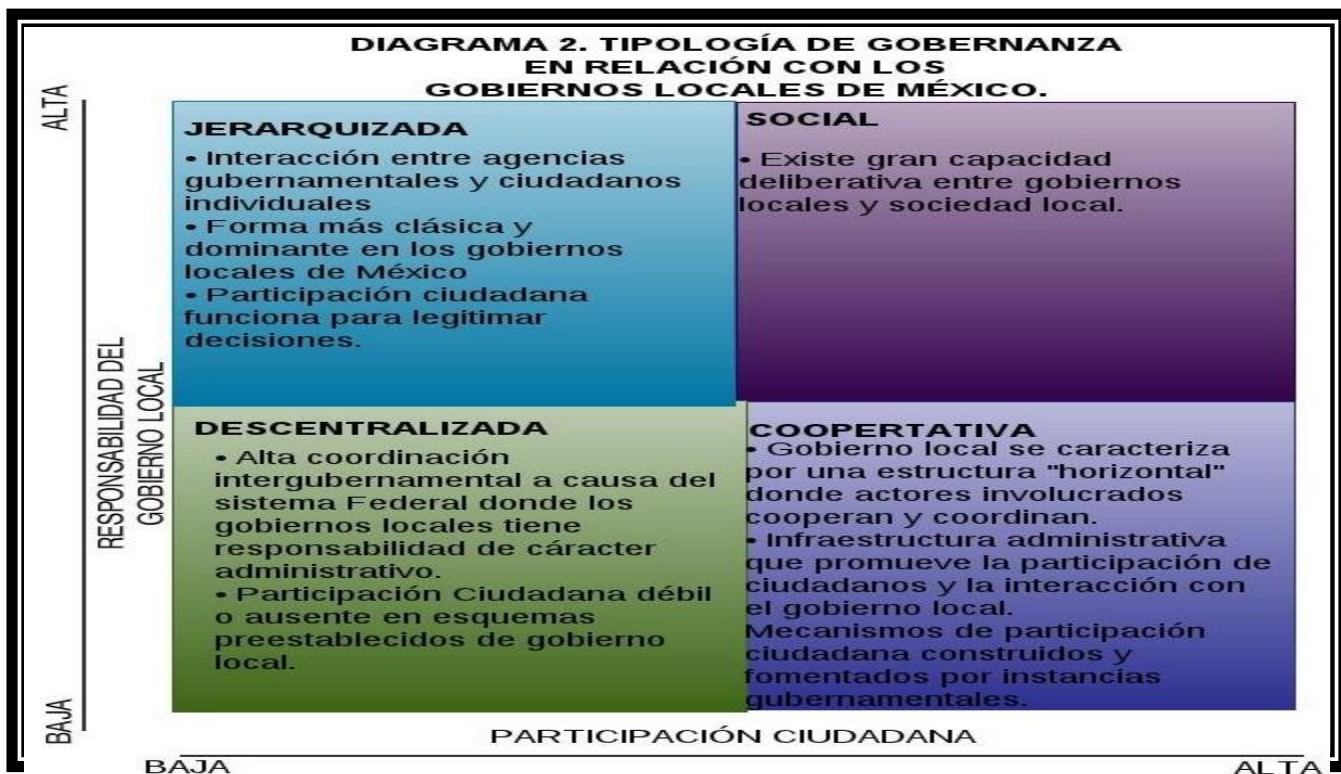 DIAGRAMA 2. TIPOLOGÍA DE GOBERNANZA
EN RELACIÓN CON LOS
GOBIERNOS LOCALES DE MÉXICO.
ALTA
RESPONSABILIDAD DEL
GOBIERNO LOCAL
BAJA
JERARQUIZADA
• Interacción entre agencias
gubernamentales y ciudadanos
individuales
• Forma más clásica y
dominante en los gobiernos
locales de México
• Participación ciudadana
funciona para legitimar
decisiones.
SOCIAL
• Existe gran capacidad
deliberativa entre gobiernos
locales y sociedad local.
DESCENTRALIZADA
• Alta coordinación
intergubernamental a causa del
sistema Federal donde los
gobiernos locales tiene
responsabilidad de cáracter
administrativo.
• Participación Ciudadana débil
o ausente en esquemas
preestablecidos de gobierno
local.
COOPERTATIVA
• Gobierno local se caracteriza
por una estructura "horizontal"
donde actores involucrados
cooperan y coordinan.
• Infraestructura administrativa
que promueve la participación de
ciudadanos y la interacción con
el gobierno local.
Mecanismos de participación
ciudadana construidos y
fomentados por instancias
gubernamentales.
PARTICIPACIÓN CIUDADANA
BAJA
ALTA